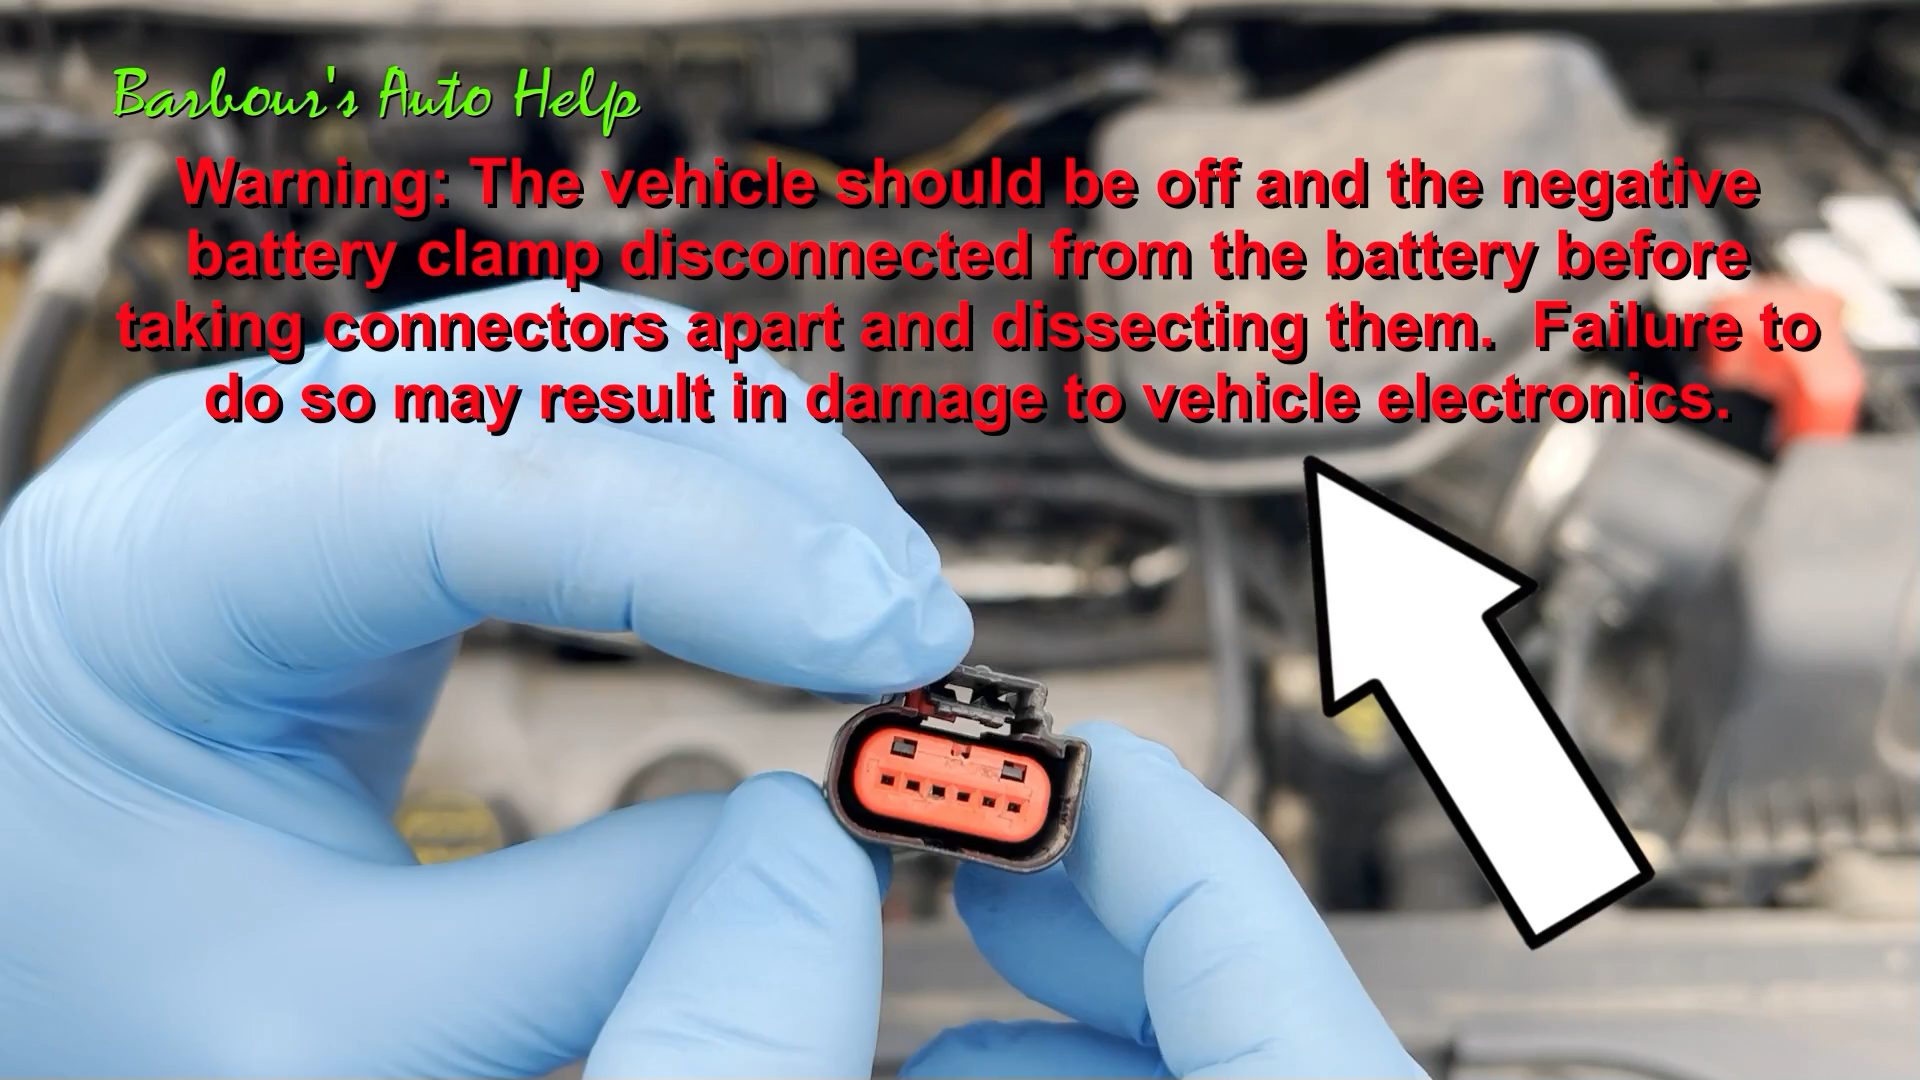 Barbour's Auto Help
Warning: The vehicle should be off and the negative
battery clamp disconnected from the battery before
taking connectors apart and dissecting them.  Failure to
do so may result in damage to vehicle electronics.